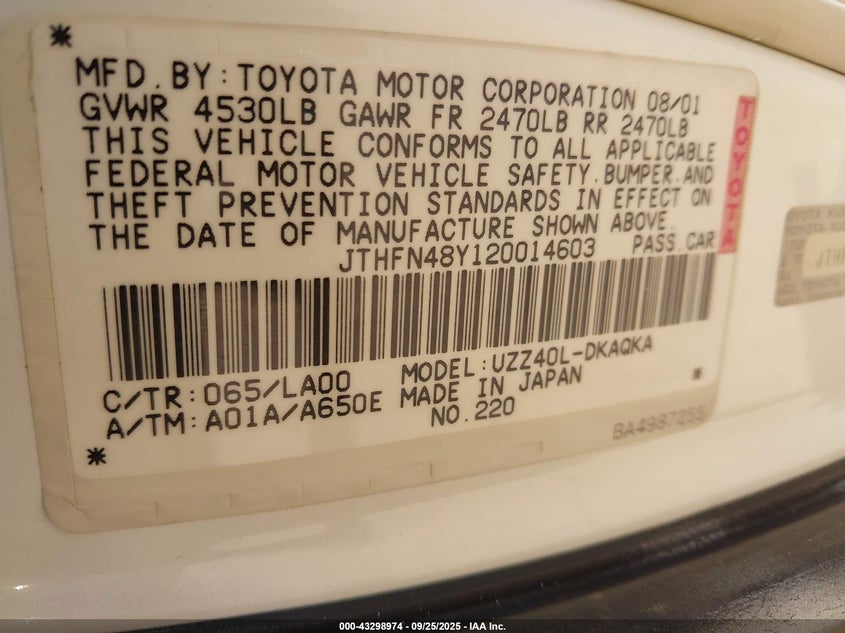 MFD.BY:TOYOTA MOTOR CORPORATION 08/01
GVWR 4530LB GAWR FR 2470LB RR 2470LB
THIS VEHICLE CONFORMS TO ALL APPLICABLE
FEDERAL MOTOR VEHICLE SAFETY.BUMPER.AND
THEFT PREVENTION STANDARDS IN EFFECT ON
THE DATE OF MANUFACTURE SHOWN ABOVE.
JTHFN48Y120014603 PASS.CAR
TOYOTA
C/TR:065/LA00 MODEL:UZZ40L-DKAQKA
A/TM:A01A/A650E MADE IN JAPAN
NO.220
BA4987255
JTHF
000-43298974 - 09/25/2025 - IAA Inc.